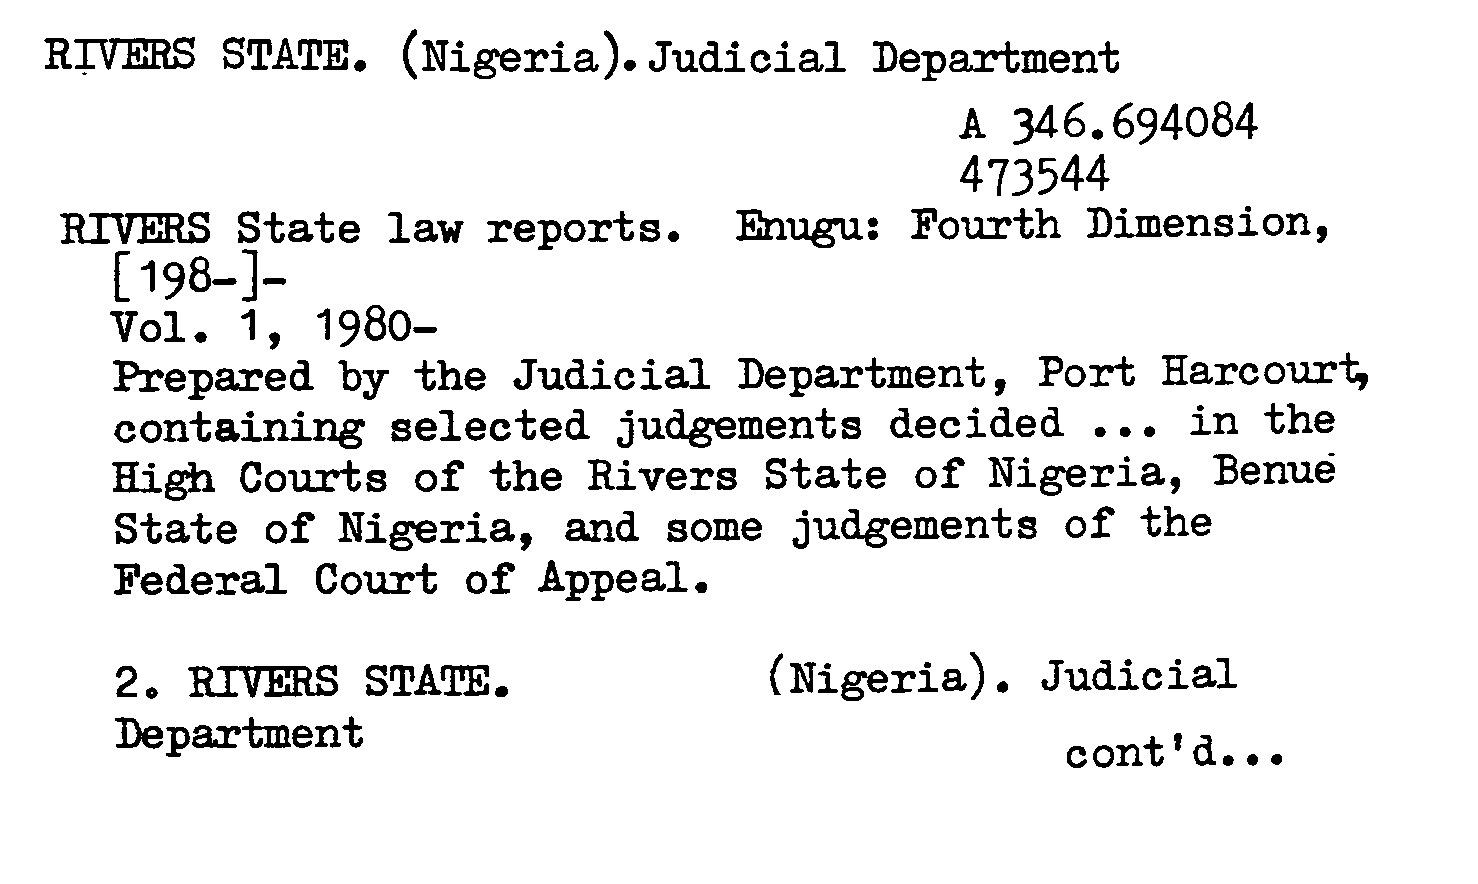 RIVERS STATE. (Nigeria). Judicial Department
A 346.694084
473544
RIVERS State law reports. Enugu: Fourth Dimension,
[198-]-
Vol. 1, 1980-
Prepared by the Judicial Department, Port Harcourt,
containing selected judgements decided ... in the
High Courts of the Rivers State of Nigeria, Benue
State of Nigeria, and some judgements of the
Federal Court of Appeal.
2. RIVERS STATE. (Nigeria). Judicial
Department
cont'd...